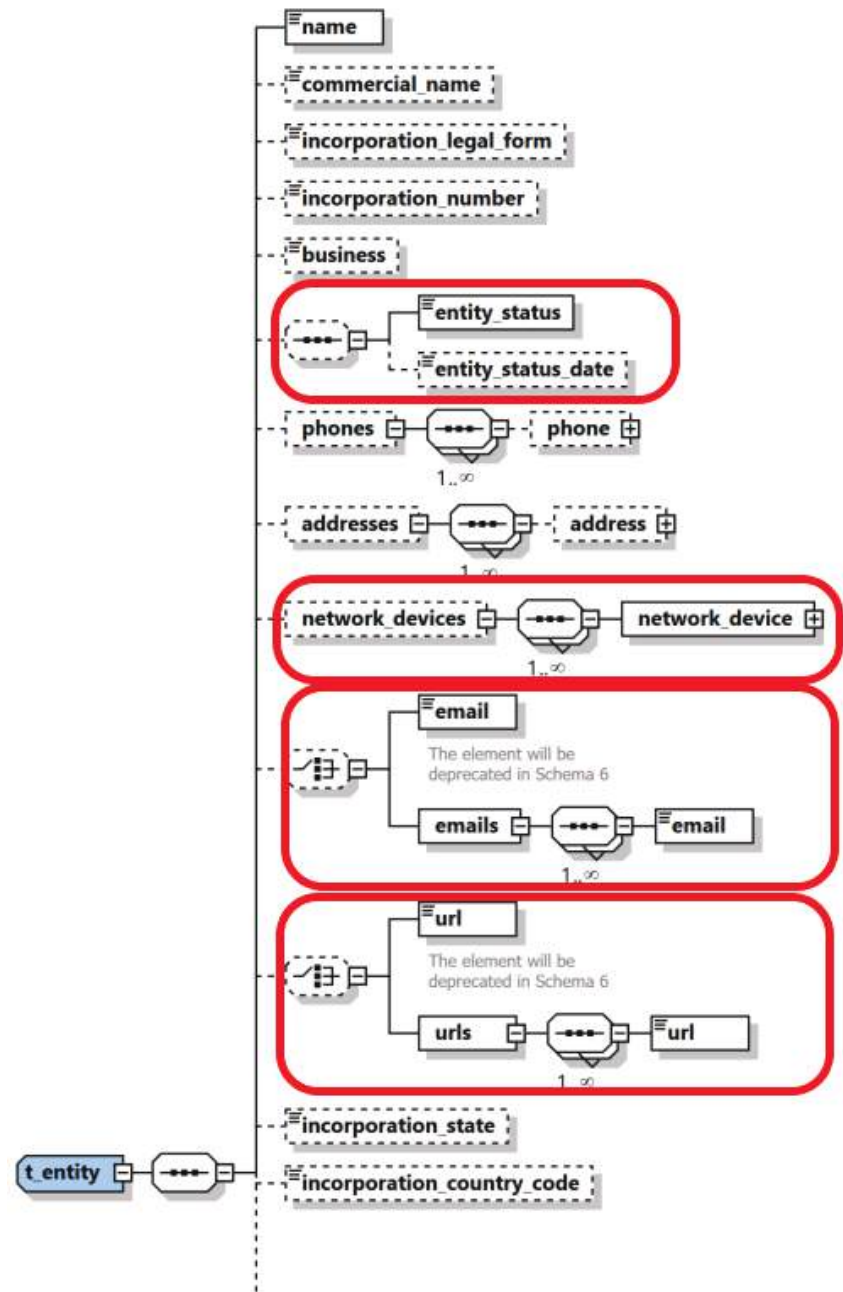 name
commercial_name
incorporation_legal_form
incorporation_number
business
entity_status
entity_status_date
phones
phone
1..∞
addresses
address
1..∞
network_devices
network_device
1..∞
email
The element will be
deprecated in Schema 6
emails
email
1..∞
url
The element will be
deprecated in Schema 6
urls
url
1..∞
incorporation_state
t_entity
incorporation_country_code